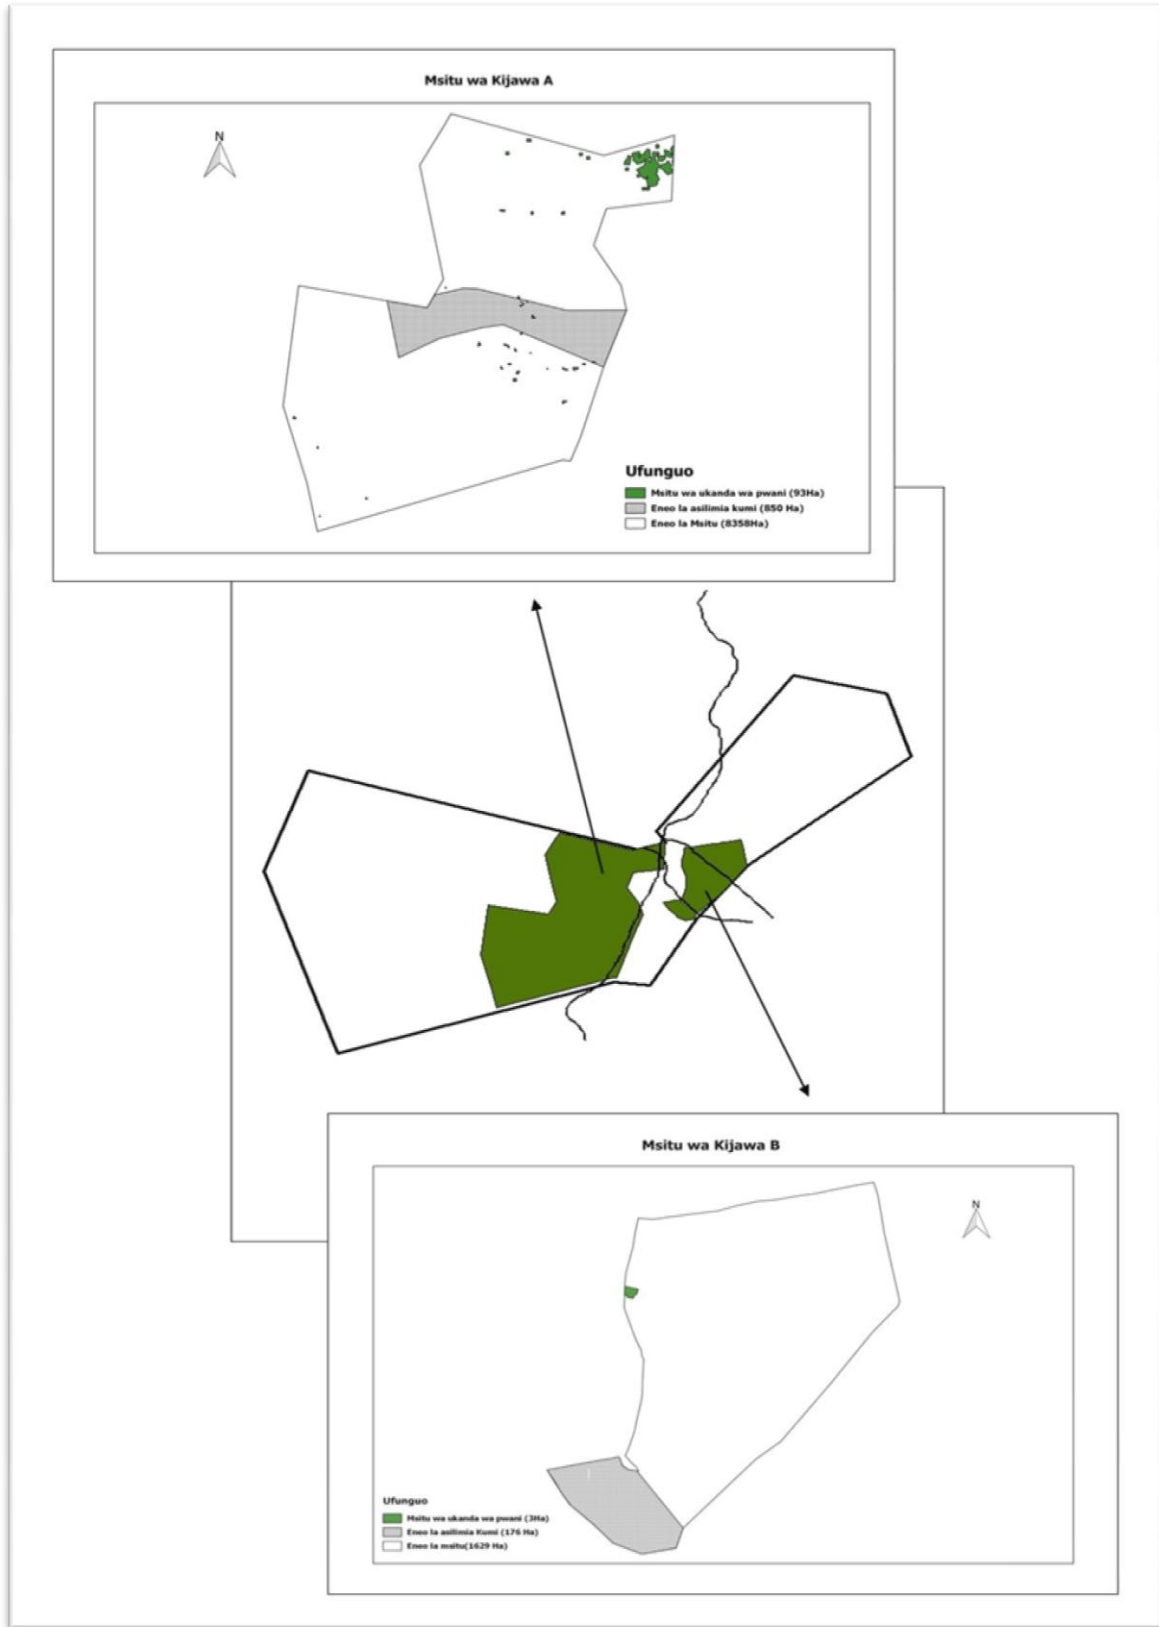 Msitu wa Kijawa A
N
Ufunguo
Msitu wa ukanda wa pwani (93Ha)
Eneo la asilimia kumi (850 Ha)
Eneo la Msitu (8358Ha)
Msitu wa Kijawa B
N
Ufunguo
Msitu wa ukanda wa pwani (3Ha)
Eneo la asilimia Kumi (176 Ha)
Eneo la msitu(1629 Ha)